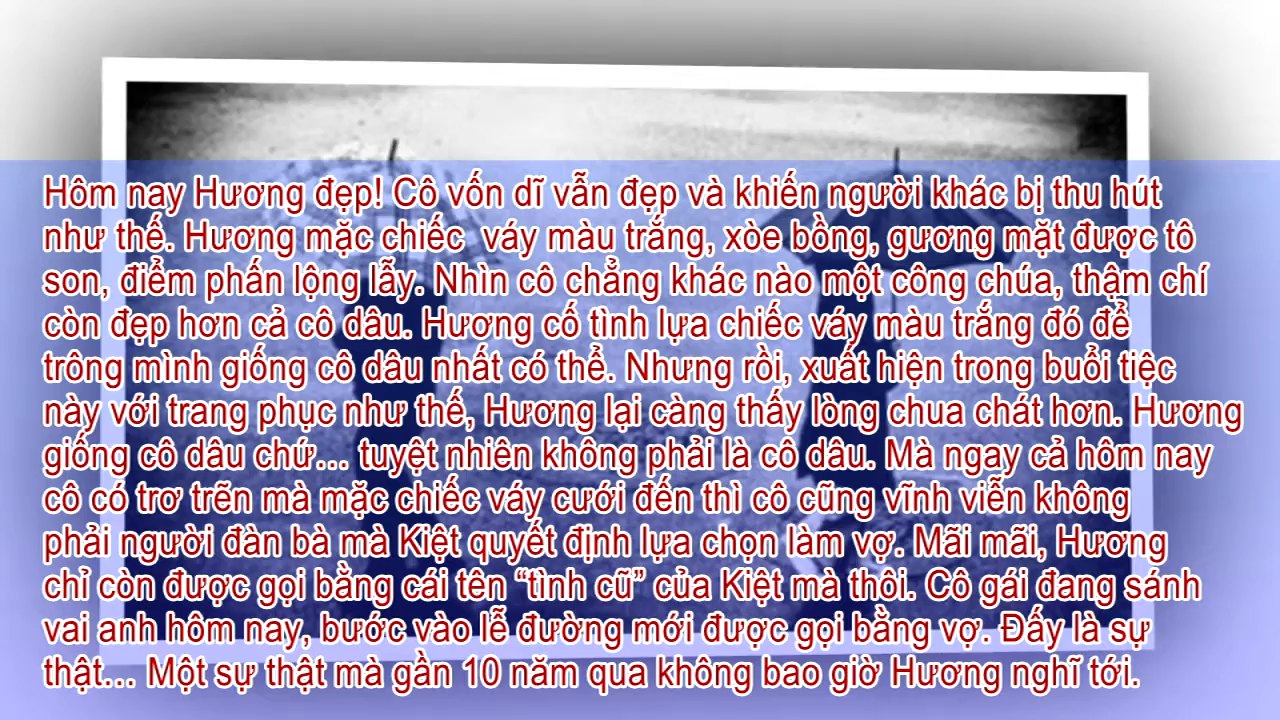 Hôm nay Hương đẹp! Cô vốn dĩ vẫn đẹp và khiến người khác bị thu hút
như thế. Hương mặc chiếc  váy màu trắng, xòe bồng, gương mặt được tô
son, điểm phấn lộng lẫy. Nhìn cô chẳng khác nào một công chúa, thậm chí
còn đẹp hơn cả cô dâu. Hương cố tình lựa chiếc váy màu trắng đó để
trông mình giống cô dâu nhất có thể. Nhưng rồi, xuất hiện trong buổi tiệc
này với trang phục như thế, Hương lại càng thấy lòng chua chát hơn. Hương
giống cô dâu chứ... tuyệt nhiên không phải là cô dâu. Mà ngay cả hôm nay
cô có trơ trẽn mà mặc chiếc váy cưới đến thì cô cũng vĩnh viễn không
phải người đàn bà mà Kiệt quyết định lựa chọn làm vợ. Mãi mãi, Hương
chỉ còn được gọi bằng cái tên “tình cũ” của Kiệt mà thôi. Cô gái đang sánh
vai anh hôm nay, bước vào lễ đường mới được gọi bằng vợ. Đấy là sự
thật... Một sự thật mà gần 10 năm qua không bao giờ Hương nghĩ tới.